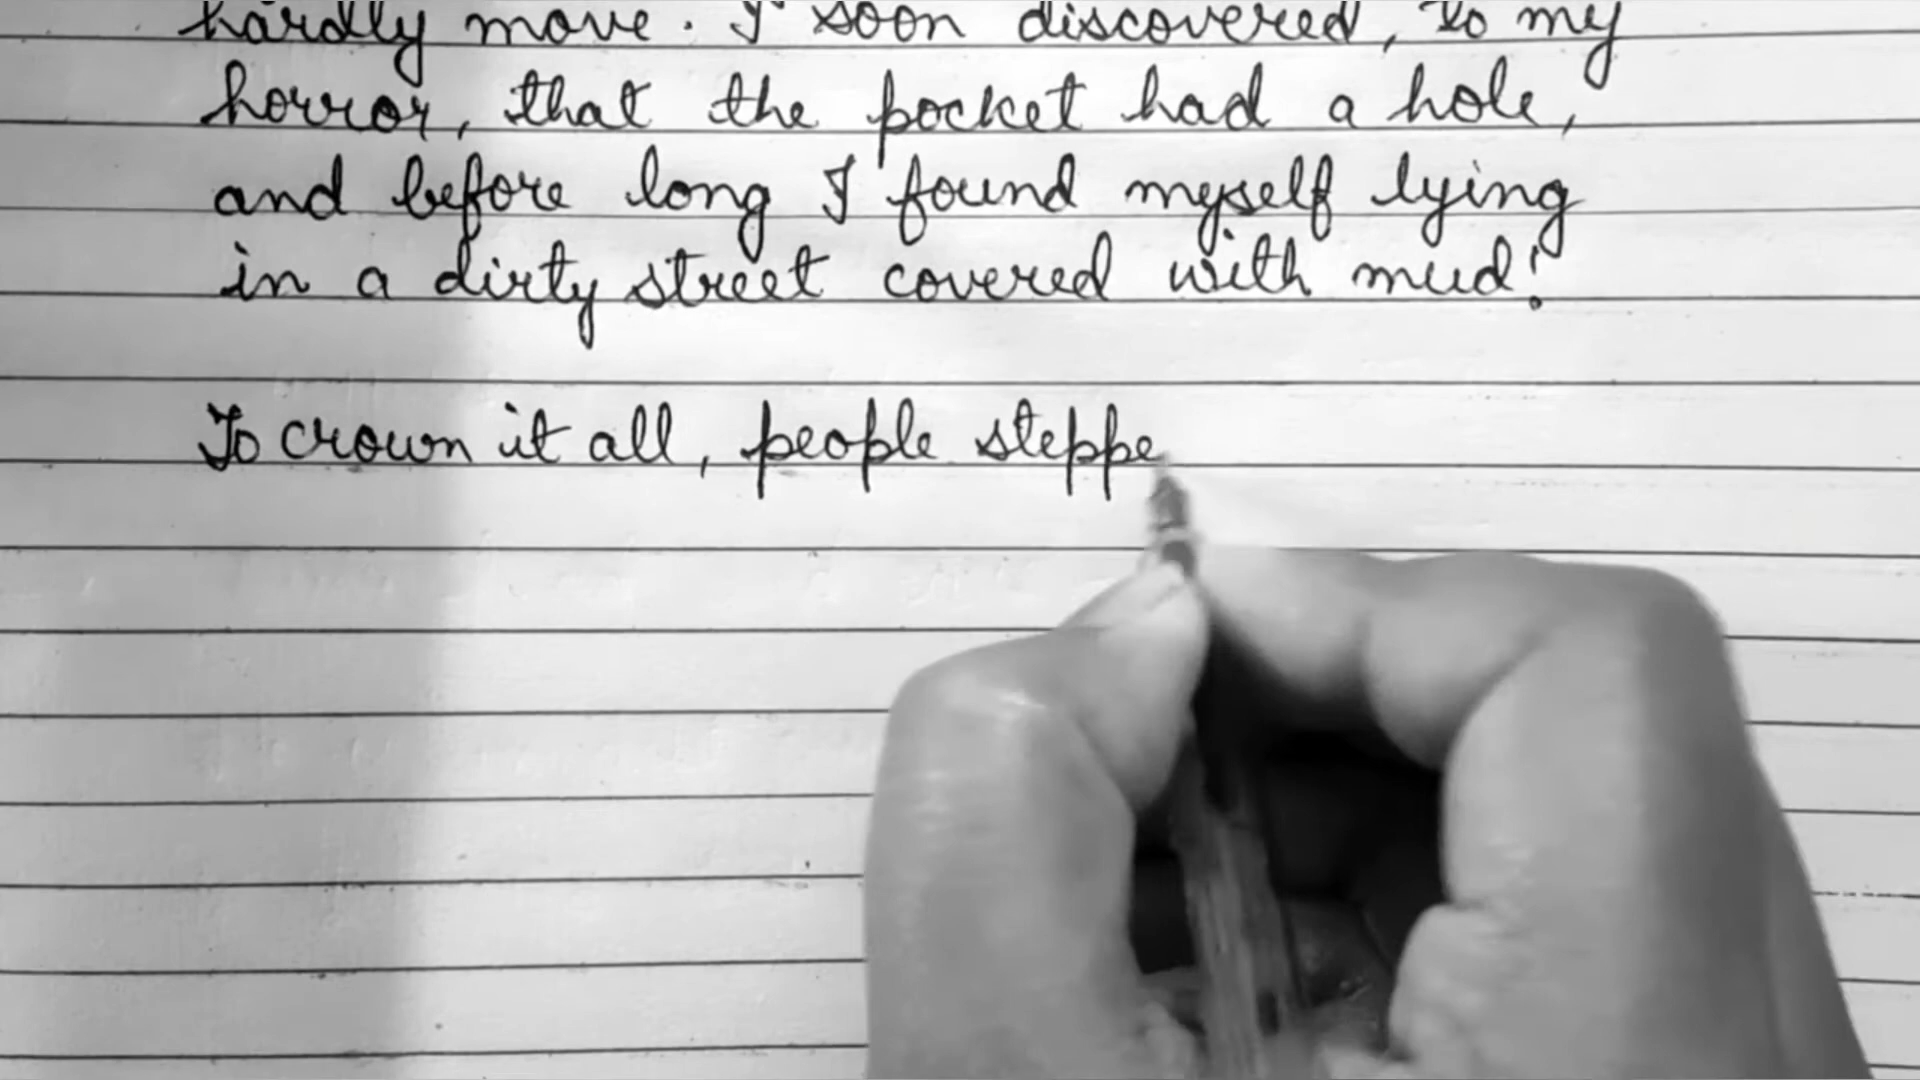 hardly move. I soon discovered, to my
horror, that the pocket had a hole,
and before long I found myself lying
in a dirty street covered with mud!
To crown it all, people steppe